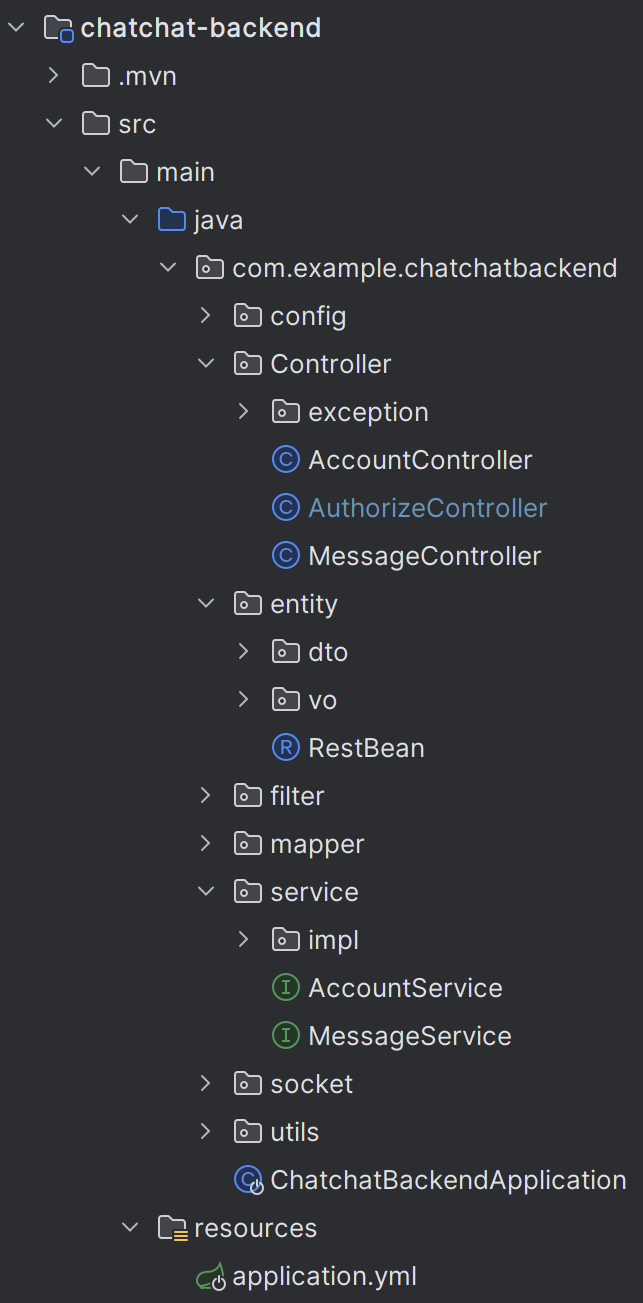 chatchat-backend
.mvn
src
main
java
com.example.chatchatbackend
config
Controller
exception
C AccountController
C AuthorizeController
C MessageController
entity
dto
vo
R RestBean
filter
mapper
service
impl
I AccountService
I MessageService
socket
utils
C ChatchatBackendApplication
resources
application.yml